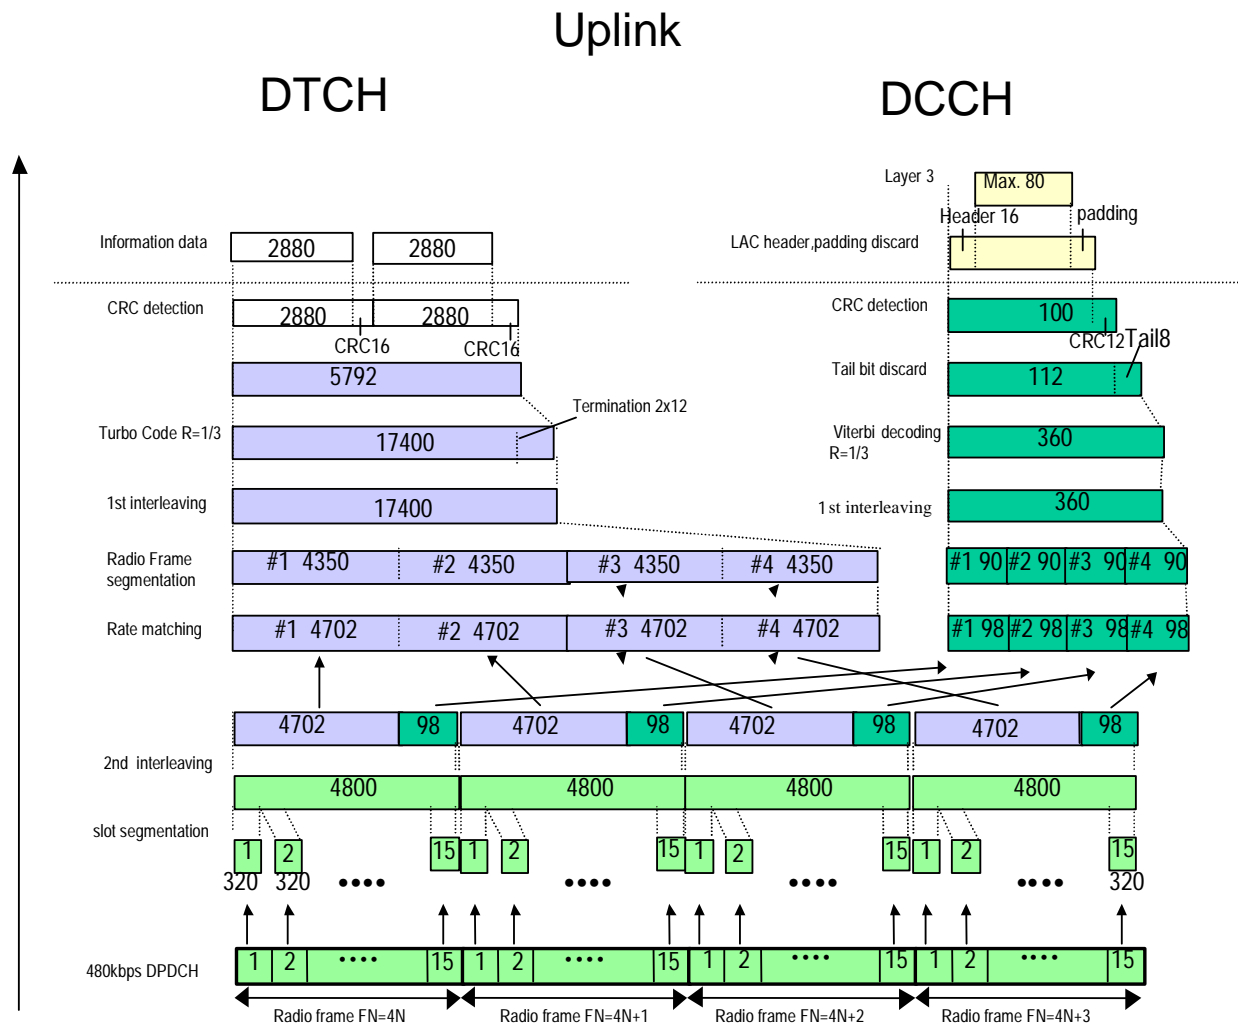 Uplink
DTCH
DCCH
Layer 3
Max. 80
Header 16
padding
Information data
2880
2880
LAC header,padding discard
CRC detection
2880
2880
CRC16
CRC16
CRC detection
100
CRC12
Tail8
5792
Tail bit discard
112
Termination 2x12
Turbo Code R=1/3
17400
Viterbi decoding
R=1/3
360
1st interleaving
17400
1st interleaving
360
Radio Frame
segmentation
#1 4350
#2 4350
#3 4350
#4 4350
#1 90
#2 90
#3 90
#4 90
Rate matching
#1 4702
#2 4702
#3 4702
#4 4702
#1 98
#2 98
#3 98
#4 98
4702
98
4702
98
4702
98
4702
98
2nd interleaving
4800
4800
4800
4800
slot segmentation
1
2
15
1
2
15
1
2
15
1
2
15
320
320
••••
••••
••••
••••
320
480kbps DPDCH
1
2
••••
15
1
2
••••
15
1
2
••••
15
1
2
••••
15
Radio frame FN=4N
Radio frame FN=4N+1
Radio frame FN=4N+2
Radio frame FN=4N+3